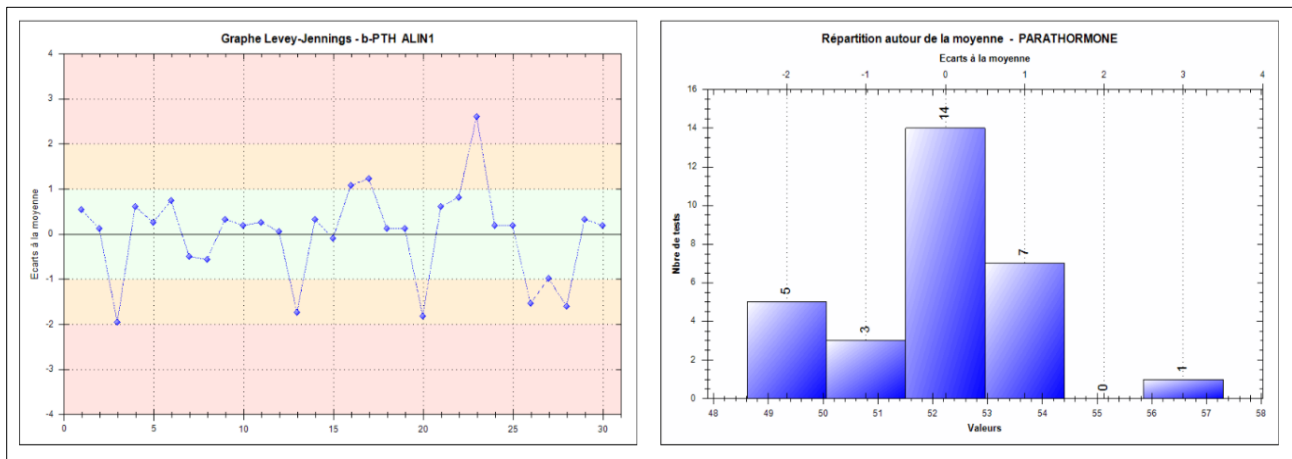 Graphe Levey-Jennings - b-PTH ALIN1
Ecarts á la moyenne
4
3
2
1
0
-1
-2
-3
-4
0 5 10 15 20 25 30
Répartition autour de la moyenne - PARATHORMONE
Ecarts á la moyenne
-2 -1 0 1 2 3 4
Nbre de tests
16
14
12
10
8
6
4
2
0
5
3
14
7
0
1
48 49 50 51 52 53 54 55 56 57 58
Valeurs